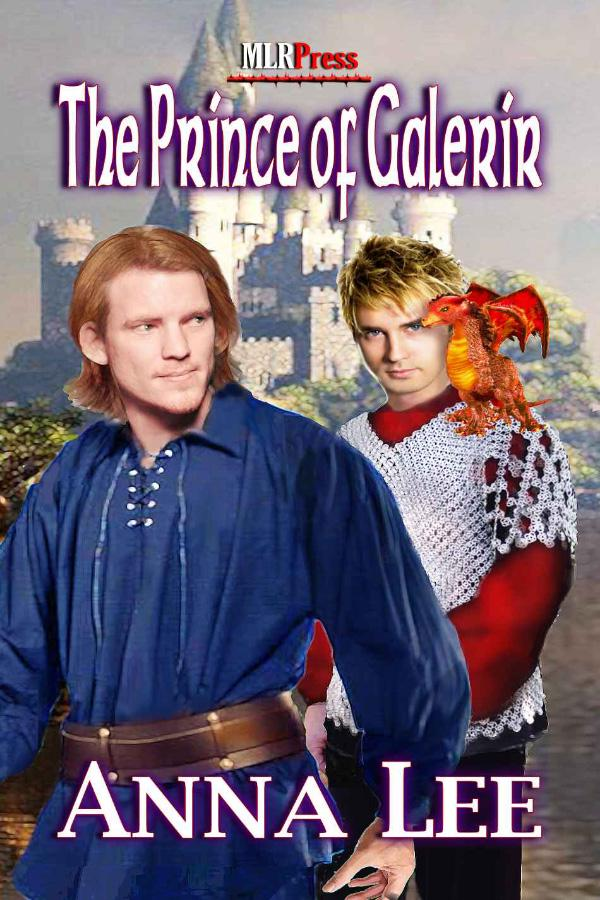 MLRPress
The Prince of Galerir
ANNA LEE